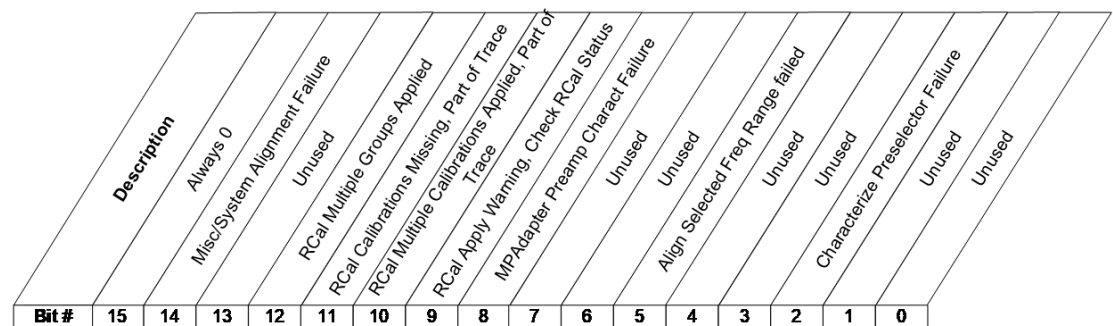 Description
Always 0
Misc/System Alignment Failure
Unused
RCal Multiple Groups Applied
RCal Calibrations Missing, Part of Trace
RCal Multiple Calibrations Applied, Part of
Trace
RCal Apply Warning, Check RCal Status
MPAdapter Preamp Charact Failure
Unused
Unused
Align Selected Freq Range failed
Unused
Unused
Characterize Preselector Failure
Unused
Unused
Bit # 15 14 13 12 11 10 9 8 7 6 5 4 3 2 1 0